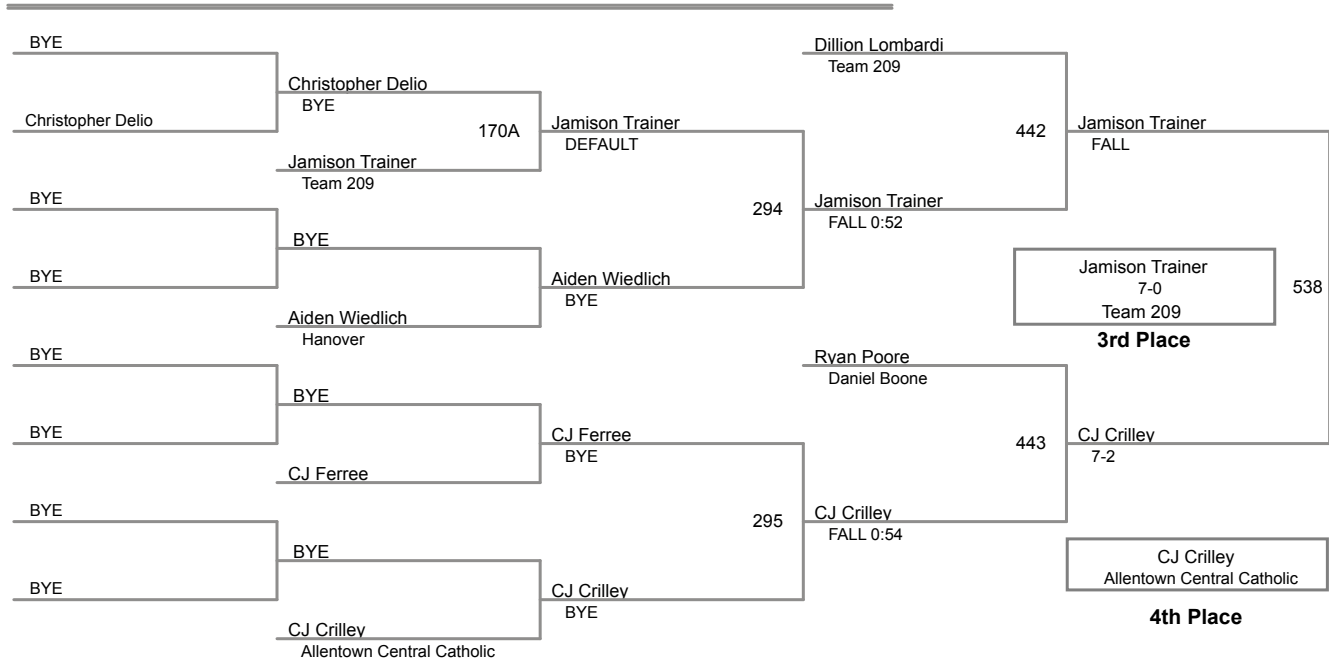 BYE
Dillion Lombardi
Team 209
Christopher Delio
BYE
Christopher Delio
170A
Jamison Trainer
DEFAULT
442
Jamison Trainer
FALL
Jamison Trainer
Team 209
BYE
294
Jamison Trainer
FALL 0:52
BYE
BYE
Aiden Wiedlich
BYE
Jamison Trainer
7-0
Team 209
538
3rd Place
Aiden Wiedlich
Hanover
BYE
Ryan Poore
Daniel Boone
BYE
BYE
CJ Ferree
BYE
443
CJ Crilley
7-2
CJ Ferree
BYE
295
CJ Crilley
FALL 0:54
BYE
CJ Crilley
Allentown Central Catholic
4th Place
BYE
CJ Crilley
BYE
CJ Crilley
Allentown Central Catholic